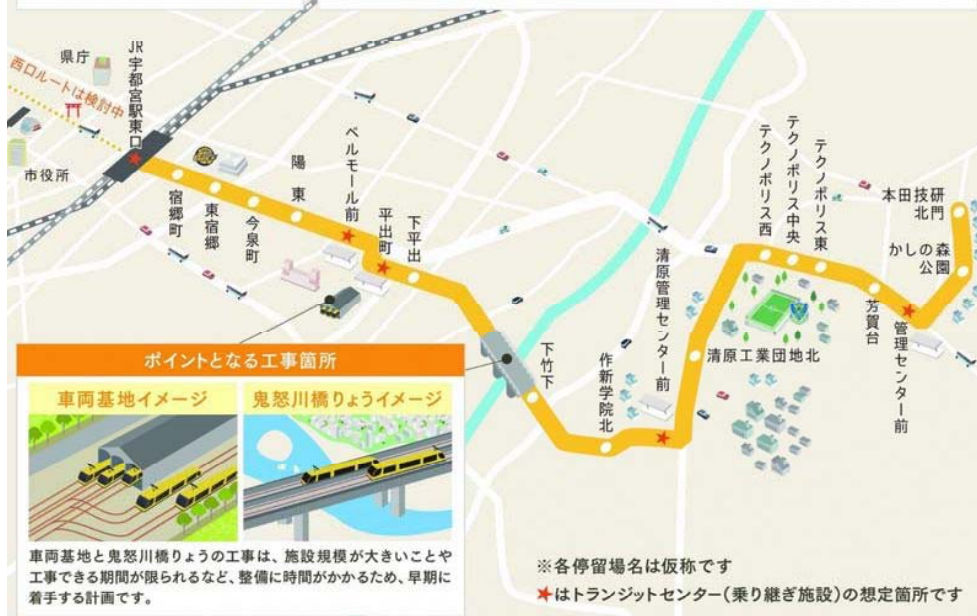 県庁
西口ルートは検討中
市役所
JR宇都宮駅東口
宿郷町
東宿郷
今泉町
陽東
ベルモール前
平出町
下平出
下竹下
作新学院北
清原管理センター前
清原工業団地北
テクノポリス西
テクノポリス中央
テクノポリス東
芳賀台
管理センター前
かしの森
公園
本田技研
北門
ポイントとなる工事箇所
車両基地イメージ
鬼怒川橋りょうイメージ
車両基地と鬼怒川橋りょうの工事は、施設規模が大きいことや
工事できる期間が限られるなど、整備に時間がかかるため、早期に
着手する計画です。
※各停留場名は仮称です
★はトランジットセンター(乗り継ぎ施設)の想定箇所です